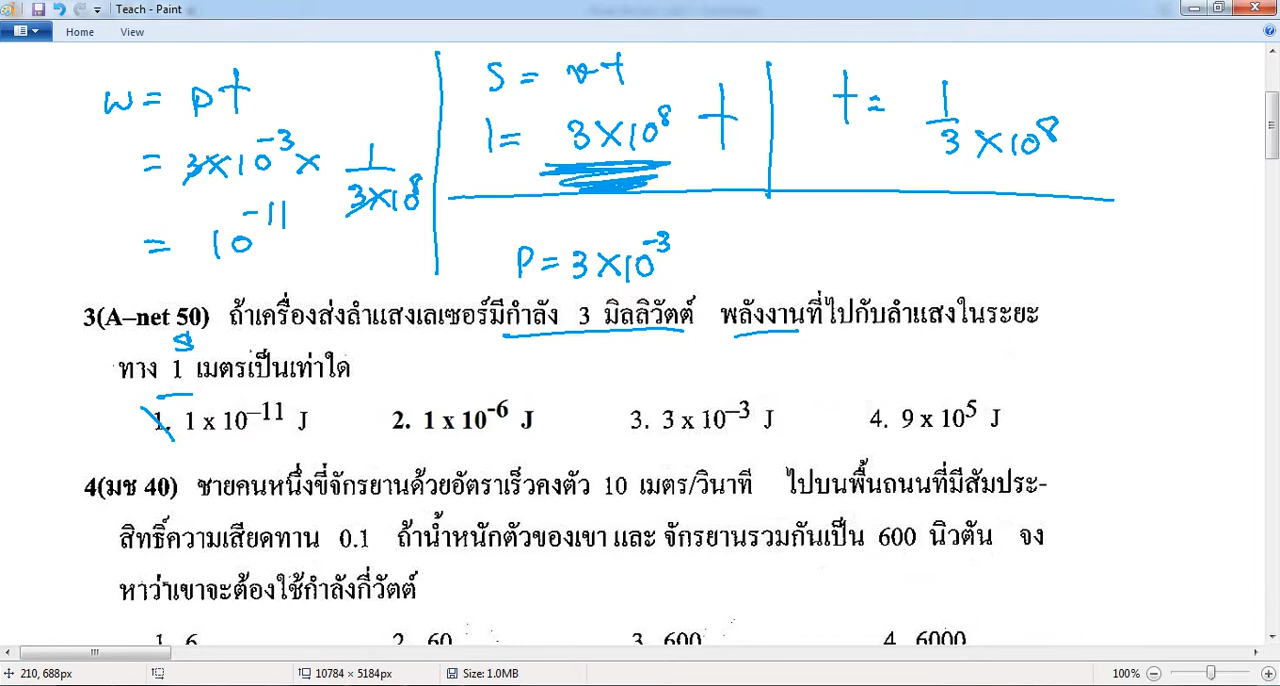 Teach - Paint
Home View
W = Pt
= 3×10⁻³ × 1/3×10⁸
= 10⁻¹¹
S = vt
1 = 3×10⁸ t
t = 1/3 ×10⁸
P = 3×10⁻³
3(A–net 50) ถ้าเครื่องส่งลำแสงเลเซอร์มีกำลัง 3 มิลลิวัตต์ พลังงานที่ไปกับลำแสงในระยะ
ทาง 1 เมตรเป็นเท่าใด
s
1. 1 x 10⁻¹¹ J 2. 1 x 10⁻⁶ J 3. 3 x 10⁻³ J 4. 9 x 10⁵ J
4(มช 40) ชายคนหนึ่งขี่จักรยานด้วยอัตราเร็วคงตัว 10 เมตร/วินาที ไปบนพื้นถนนที่มีสัมประ-
สิทธิ์ความเสียดทาน 0.1 ถ้าน้ำหนักตัวของเขา และ จักรยานรวมกันเป็น 600 นิวตัน จง
หาว่าเขาจะต้องใช้กำลังกี่วัตต์
1. 6 2. 60 3. 600 4. 6000
210, 688px 10784 × 5184px Size: 1.0MB 100%